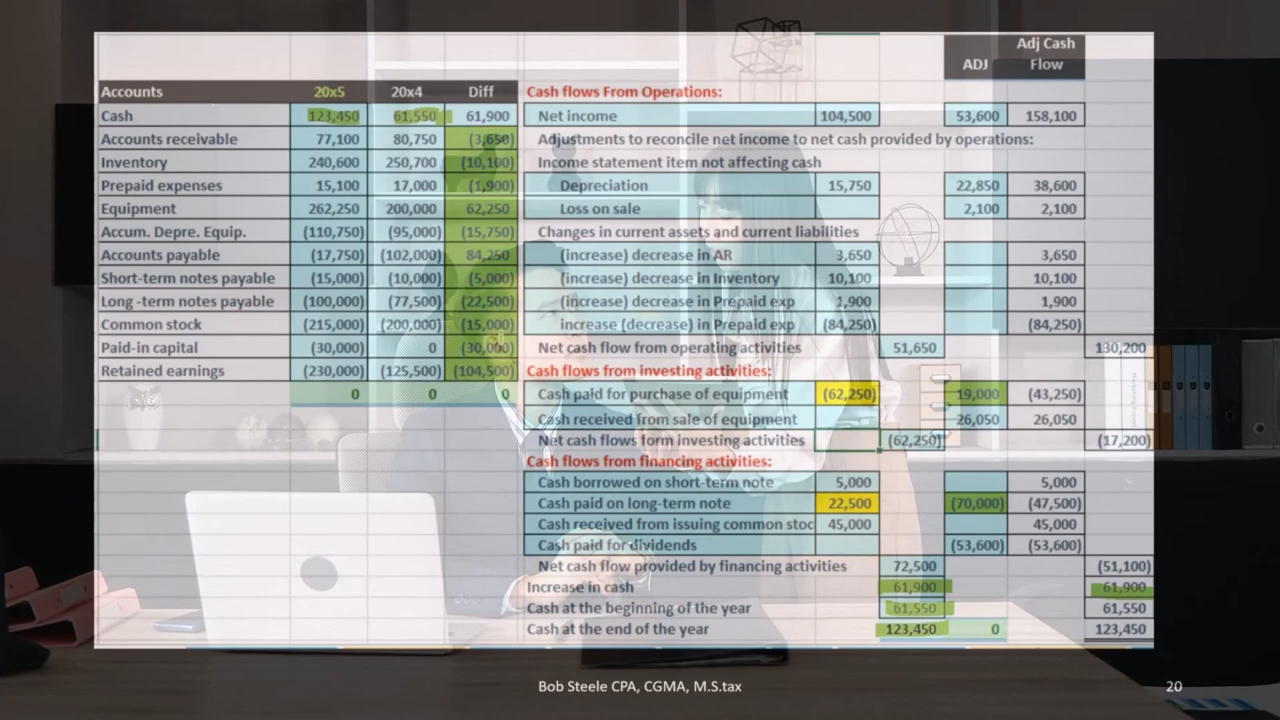 Adj Cash
ADJ Flow
Accounts 20x5 20x4 Diff Cash flows From Operations:
Cash 123,450 61,550 61,900 Net income 104,500 53,600 158,100
Accounts receivable 77,100 80,750 (3,650) Adjustments to reconcile net income to net cash provided by operations:
Inventory 240,600 250,700 (10,100) Income statement item not affecting cash
Prepaid expenses 15,100 17,000 (1,900) Depreciation 15,750 22,850 38,600
Equipment 262,250 200,000 62,250 Loss on sale 2,100 2,100
Accum. Depre. Equip. (110,750) (95,000) (15,750) Changes in current assets and current liabilities
Accounts payable (17,750) (102,000) 84,250 (increase) decrease in AR 3,650 3,650
Short-term notes payable (15,000) (10,000) (5,000) (increase) decrease in Inventory 10,100 10,100
Long -term notes payable (100,000) (77,500) (22,500) (increase) decrease in Prepaid exp 1,900 1,900
Common stock (215,000) (200,000) (15,000) increase (decrease) in Prepaid exp (84,250) (84,250)
Paid-in capital (30,000) 0 (30,000) Net cash flow from operating activities 51,650 130,200
Retained earnings (230,000) (125,500) (104,500) Cash flows from investing activities:
0 0 0 Cash paid for purchase of equipment (62,250) 19,000 (43,250)
Cash received from sale of equipment 26,050 26,050
Net cash flows form investing activities (62,250) (17,200)
Cash flows from financing activities:
Cash borrowed on short-term note 5,000 5,000
Cash paid on long-term note 22,500 (70,000) (47,500)
Cash received from issuing common stoc 45,000 45,000
Cash paid for dividends (53,600) (53,600)
Net cash flow provided by financing activities 72,500 (51,100)
Increase in cash 61,900 61,900
Cash at the beginning of the year 61,550 61,550
Cash at the end of the year 123,450 0 123,450
Bob Steele CPA, CGMA, M.S.tax 20